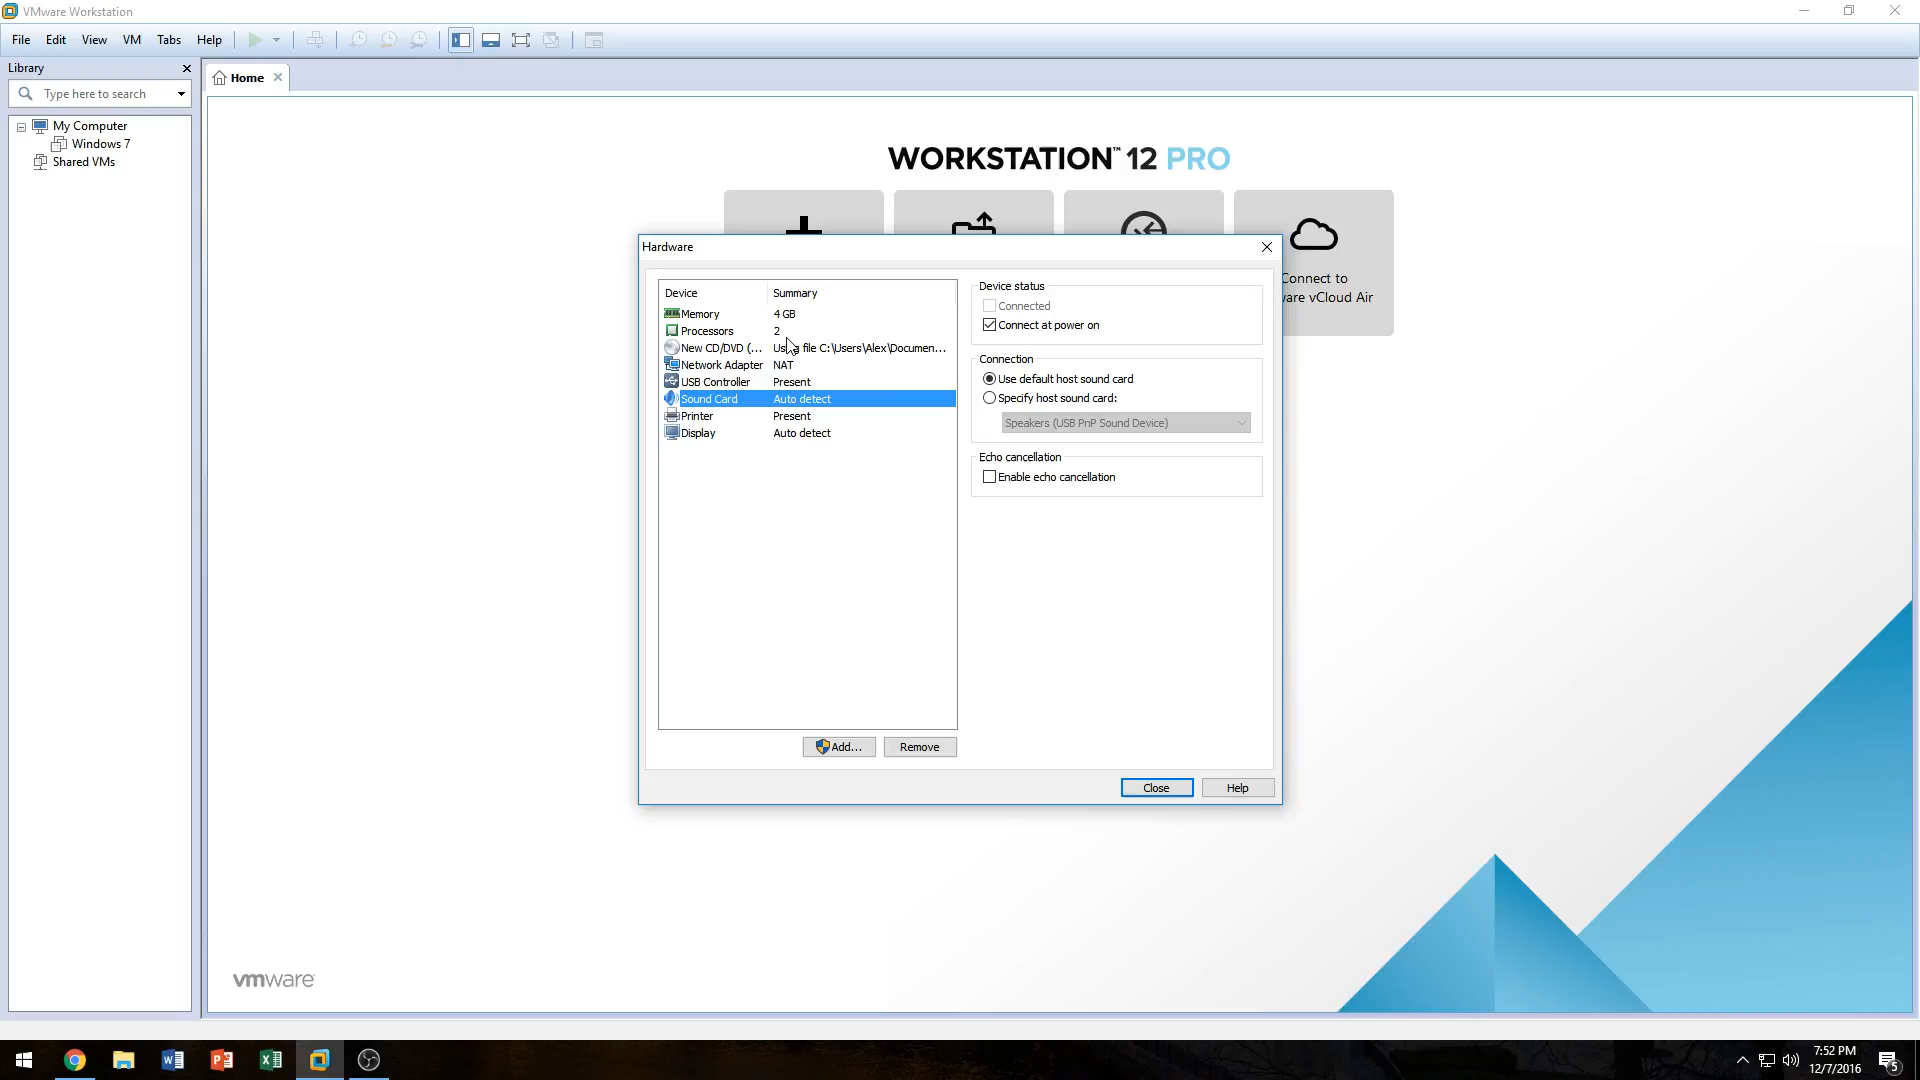 VMware Workstation
File Edit View VM Tabs Help
Library
Type here to search
My Computer
Windows 7
Shared VMs
Home
WORKSTATION™ 12 PRO
Connect to
ware vCloud Air
Hardware
Device Summary
Memory 4 GB
Processors 2
New CD/DVD (... Using file C:\Users\Alex\Documen...
Network Adapter NAT
USB Controller Present
Sound Card Auto detect
Printer Present
Display Auto detect
Add... Remove
Device status
Connected
Connect at power on
Connection
Use default host sound card
Specify host sound card:
Speakers (USB PnP Sound Device)
Echo cancellation
Enable echo cancellation
Close Help
vmware
7:52 PM
12/7/2016
5